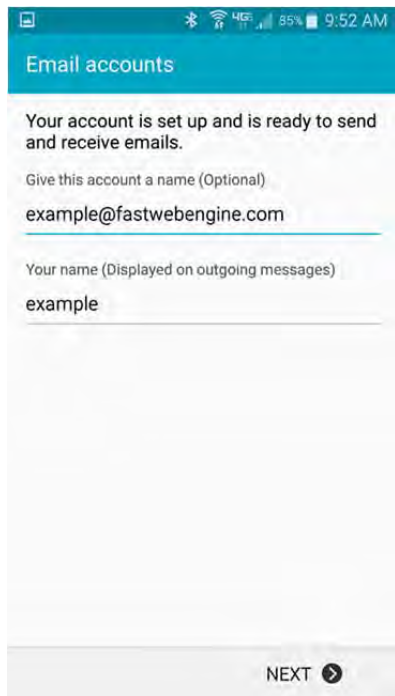 4G 85% 9:52 AM
Email accounts
Your account is set up and is ready to send
and receive emails.
Give this account a name (Optional)
example@fastwebengine.com
Your name (Displayed on outgoing messages)
example
NEXT